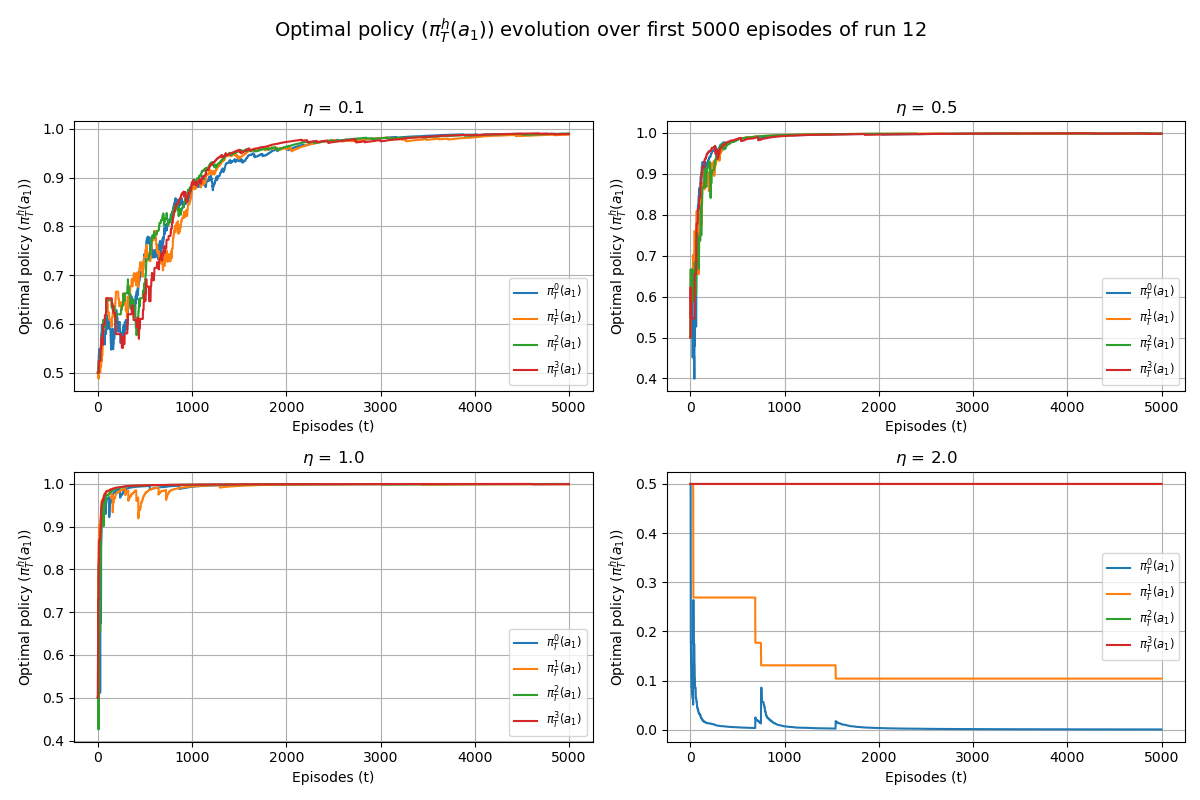 Optimal policy (π_T^h(a_1)) evolution over first 5000 episodes of run 12
η = 0.1
Optimal policy (π_T^h(a_1))
1.0
0.9
0.8
0.7
0.6
0.5
0 1000 2000 3000 4000 5000
Episodes (t)
π_T^0(a_1)
π_T^1(a_1)
π_T^2(a_1)
π_T^3(a_1)
η = 0.5
Optimal policy (π_T^h(a_1))
1.0
0.9
0.8
0.7
0.6
0.5
0.4
0 1000 2000 3000 4000 5000
Episodes (t)
π_T^0(a_1)
π_T^1(a_1)
π_T^2(a_1)
π_T^3(a_1)
η = 1.0
Optimal policy (π_T^h(a_1))
1.0
0.9
0.8
0.7
0.6
0.5
0.4
0 1000 2000 3000 4000 5000
Episodes (t)
π_T^0(a_1)
π_T^1(a_1)
π_T^2(a_1)
π_T^3(a_1)
η = 2.0
Optimal policy (π_T^h(a_1))
0.5
0.4
0.3
0.2
0.1
0.0
0 1000 2000 3000 4000 5000
Episodes (t)
π_T^0(a_1)
π_T^1(a_1)
π_T^2(a_1)
π_T^3(a_1)